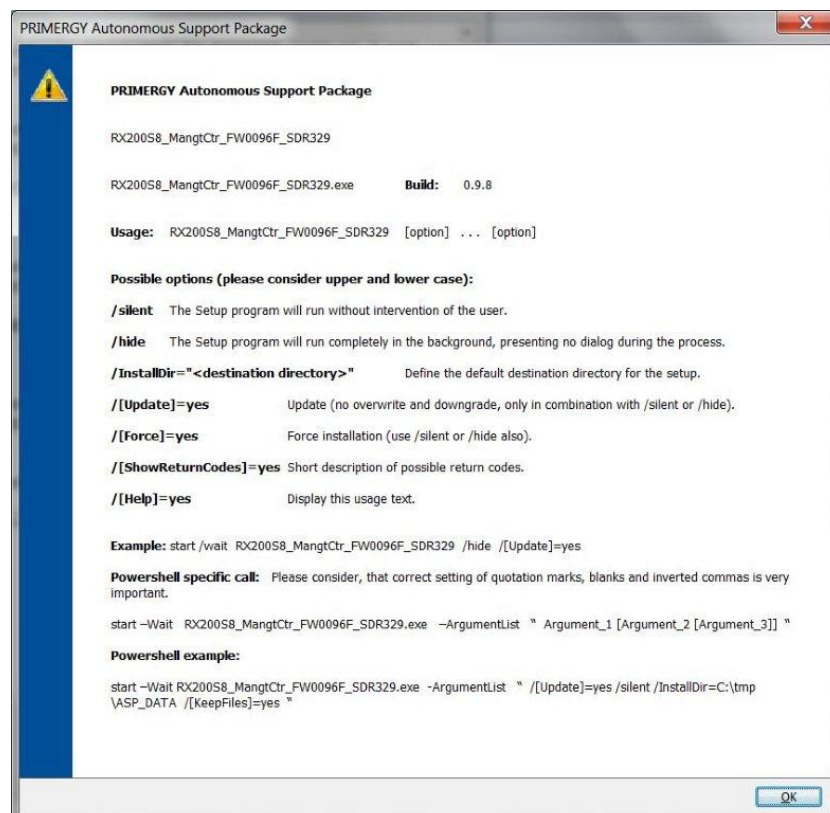 PRIMERGY Autonomous Support Package
PRIMERGY Autonomous Support Package
RX200S8_MangtCtr_FW0096F_SDR329
RX200S8_MangtCtr_FW0096F_SDR329.exe Build: 0.9.8
Usage: RX200S8_MangtCtr_FW0096F_SDR329 [option] ... [option]
Possible options (please consider upper and lower case):
/silent The Setup program will run without intervention of the user.
/hide The Setup program will run completely in the background, presenting no dialog during the process.
/InstallDir="<destination directory>" Define the default destination directory for the setup.
/[Update]=yes Update (no overwrite and downgrade, only in combination with /silent or /hide).
/[Force]=yes Force installation (use /silent or /hide also).
/[ShowReturnCodes]=yes Short description of possible return codes.
/[Help]=yes Display this usage text.
Example: start /wait RX200S8_MangtCtr_FW0096F_SDR329 /hide /[Update]=yes
Powershell specific call: Please consider, that correct setting of quotation marks, blanks and inverted commas is very
important.
start –Wait RX200S8_MangtCtr_FW0096F_SDR329.exe –ArgumentList “ Argument_1 [Argument_2 [Argument_3]] “
Powershell example:
start –Wait RX200S8_MangtCtr_FW0096F_SDR329.exe -ArgumentList “ /[Update]=yes /silent /InstallDir=C:\tmp
\ASP_DATA /[KeepFiles]=yes “
OK